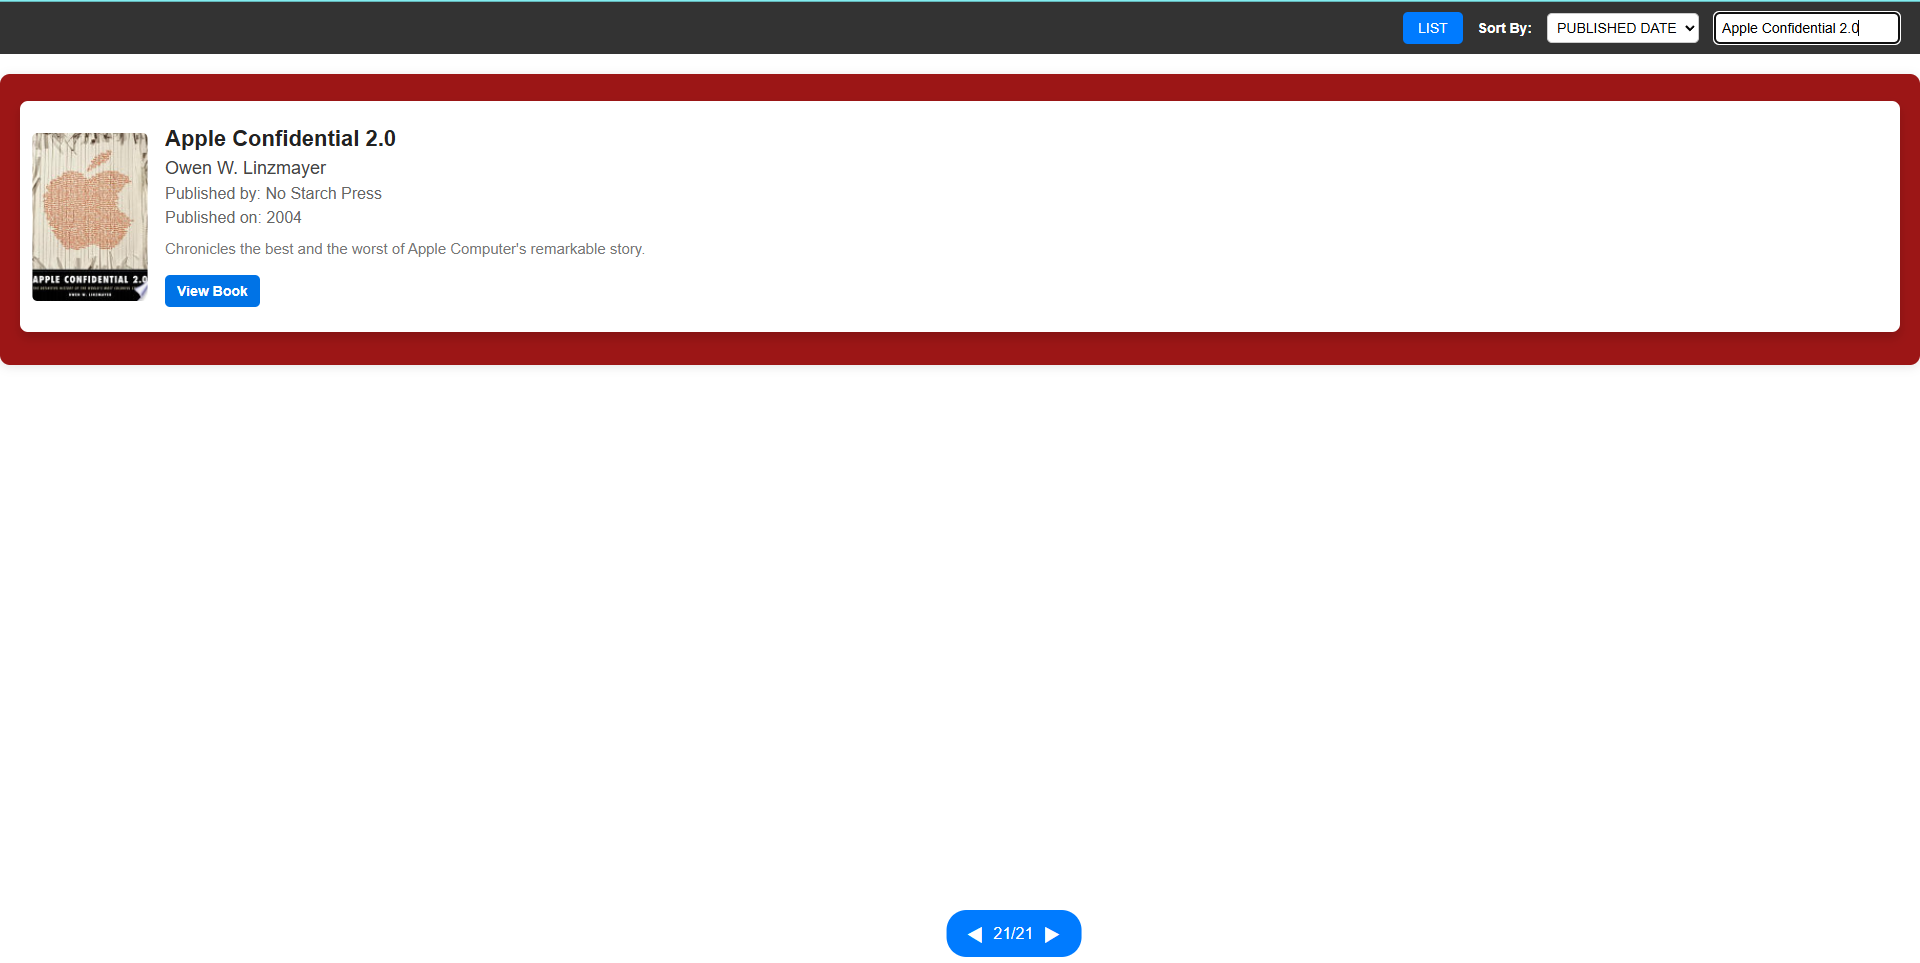 LIST Sort By: PUBLISHED DATE Apple Confidential 2.0
Apple Confidential 2.0
Owen W. Linzmayer
Published by: No Starch Press
Published on: 2004
Chronicles the best and the worst of Apple Computer's remarkable story.
APPLE CONFIDENTIAL 2.0
OWEN W. LINZMAYER
View Book
21/21